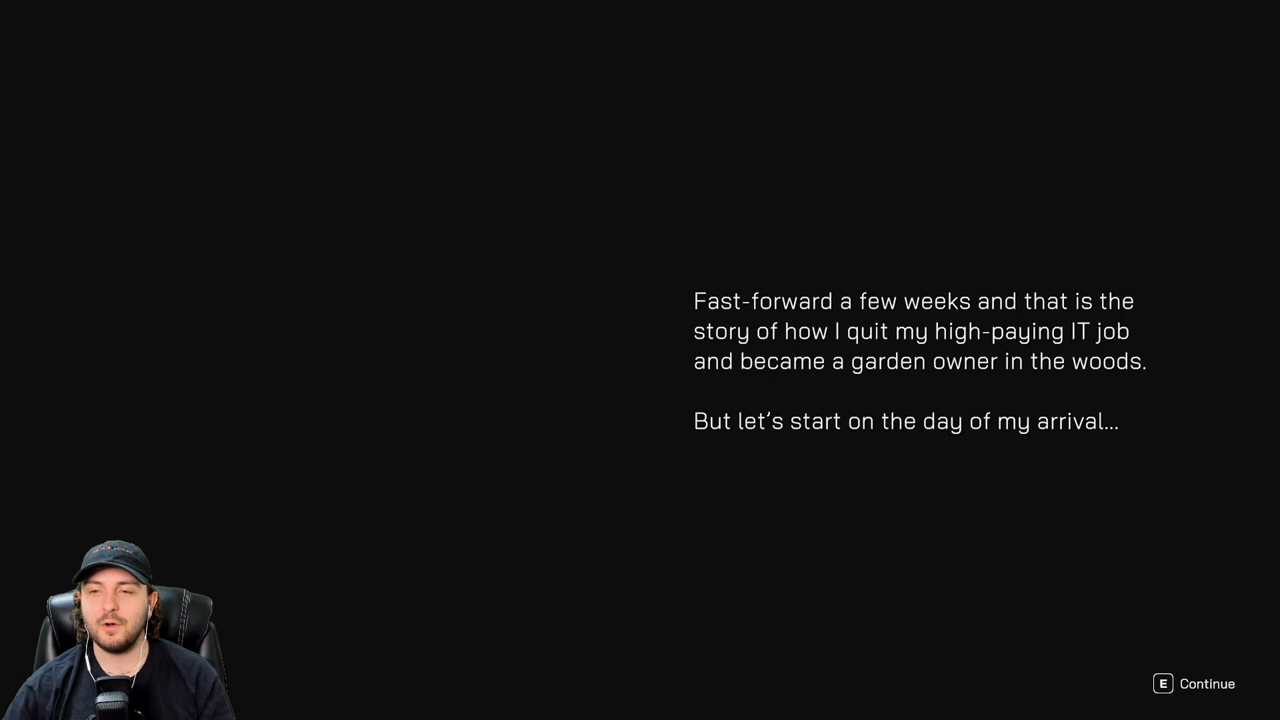 Fast-forward a few weeks and that is the
story of how I quit my high-paying IT job
and became a garden owner in the woods.
But let's start on the day of my arrival...
E Continue